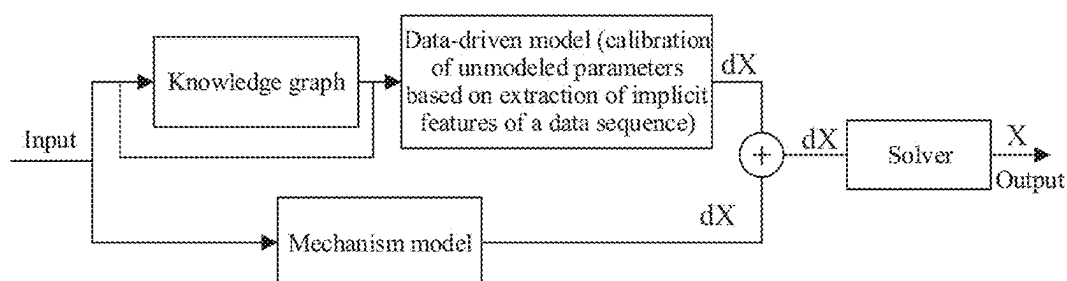 Input
Knowledge graph
Data-driven model (calibration
of unmodeled parameters
based on extraction of implicit
features of a data sequence)
dX
Mechanism model
dX
+
dX
Solver
X
Output